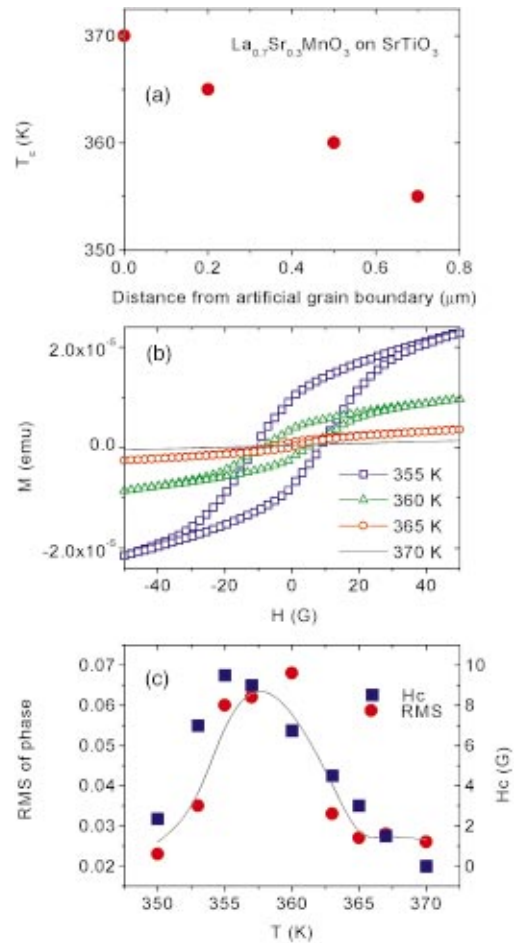 La0.7Sr0.3MnO3 on SrTiO3
(a)
370
360
350
Tc (K)
0.0 0.2 0.4 0.6 0.8
Distance from artificial grain boundary (μm)
(b)
2.0x10-5
0.0
-2.0x10-5
M (emu)
355 K
360 K
365 K
370 K
-40 -20 0 20 40
H (G)
(c)
Hc
RMS
0.07
0.06
0.05
0.04
0.03
0.02
RMS of phase
10
8
6
4
2
0
Hc (G)
350 355 360 365 370
T (K)